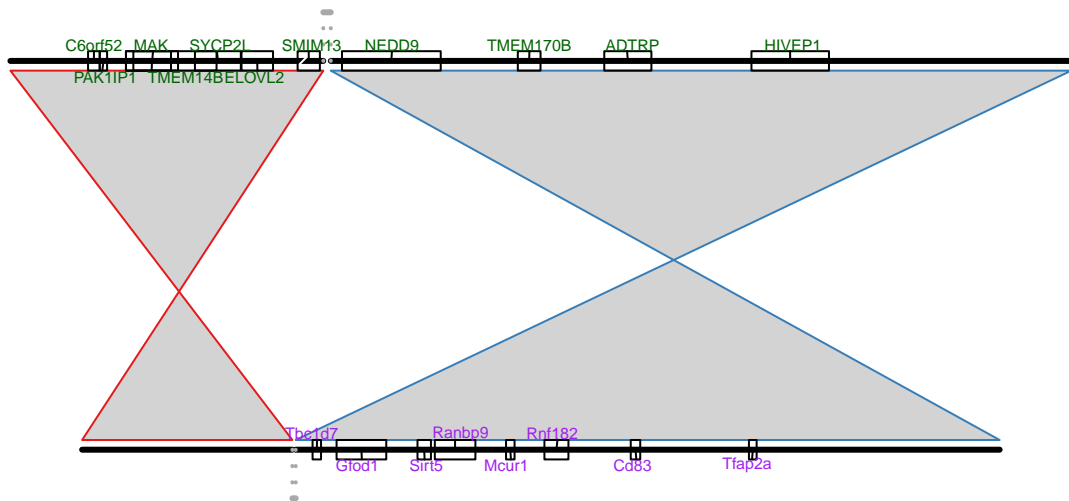 C6orf52 MAK SYCP2L SMIM13 NEDD9 TMEM170B ADTRP HIVEP1
PAK1IP1 TMEM14B ELOVL2
Tbc1d7 Ranbp9 Rnf182
Gfod1 Sirt5 Mcur1 Cd83 Tfap2a